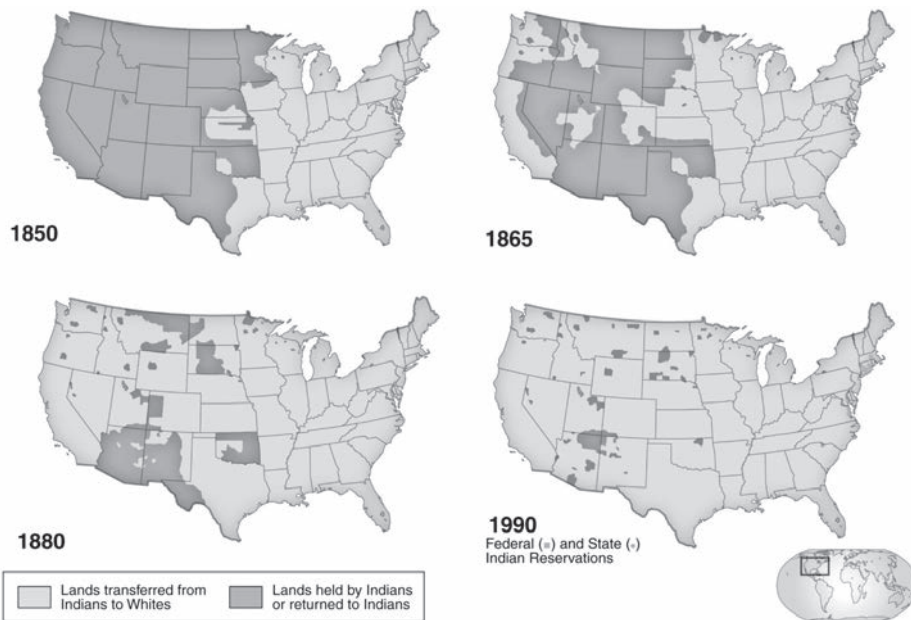 1850
1865
1880
1990
Federal (■) and State (◆)
Indian Reservations
Lands transferred from
Indians to Whites
Lands held by Indians
or returned to Indians